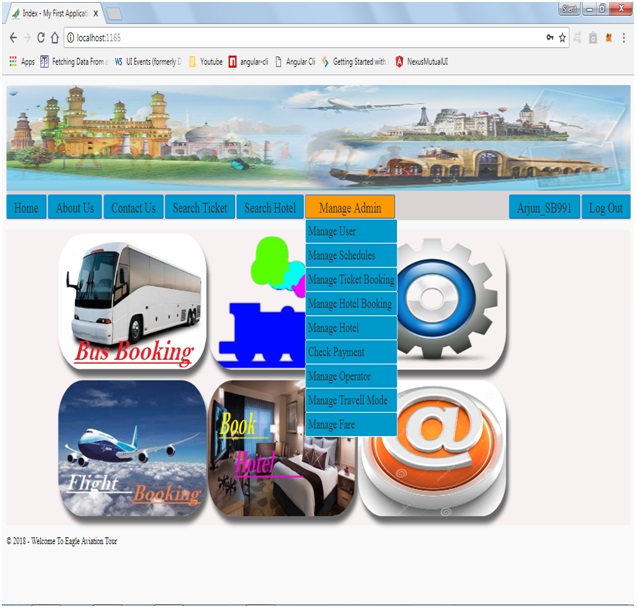 Index - My First Applicati
localhost:1165
Apps Fetching Data From a UI Events (formerly D Youtube angular-cli Angular Cli Getting Started with NexusMutualUI
Home About Us Contact Us Search Ticket Search Hotel Manage Admin Arjun_SB991 Log Out
Manage User
Manage Schedules
Manage Ticket Booking
Manage Hotel Booking
Manage Hotel
Check Payment
Manage Operator
Manage Travell Mode
Manage Fare
Bus Booking
Flight Booking
Book
Hotel
@
© 2018 - Welcome To Eagle Aviation Tour